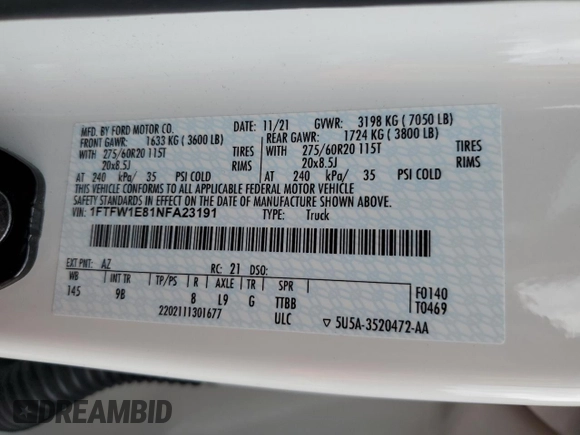 MFD. BY FORD MOTOR CO. DATE: 11/21 GVWR: 3198 KG ( 7050 LB)
FRONT GAWR: 1633 KG ( 3600 LB) REAR GAWR: 1724 KG ( 3800 LB)
WITH 275/60R20 115T TIRES WITH 275/60R20 115T TIRES
20x8.5J RIMS 20x8.5J RIMS
AT 240 kPa/ 35 PSI COLD AT 240 kPa/ 35 PSI COLD
THIS VEHICLE CONFORMS TO ALL APPLICABLE FEDERAL MOTOR VEHICLE
SAFETY STANDARDS IN EFFECT ON THE DATE OF MANUFACTURE SHOWN ABOVE.
VIN: 1FTFW1E81NFA23191 TYPE: Truck
EXT PNT: AZ RC: 21 DSO:
WB INT TR TP/PS R AXLE TR SPR F0140
145 9B 8 L9 G TTBB T0469
2202111301677 ULC ▽ 5U5A-3520472-AA
DREAMBID